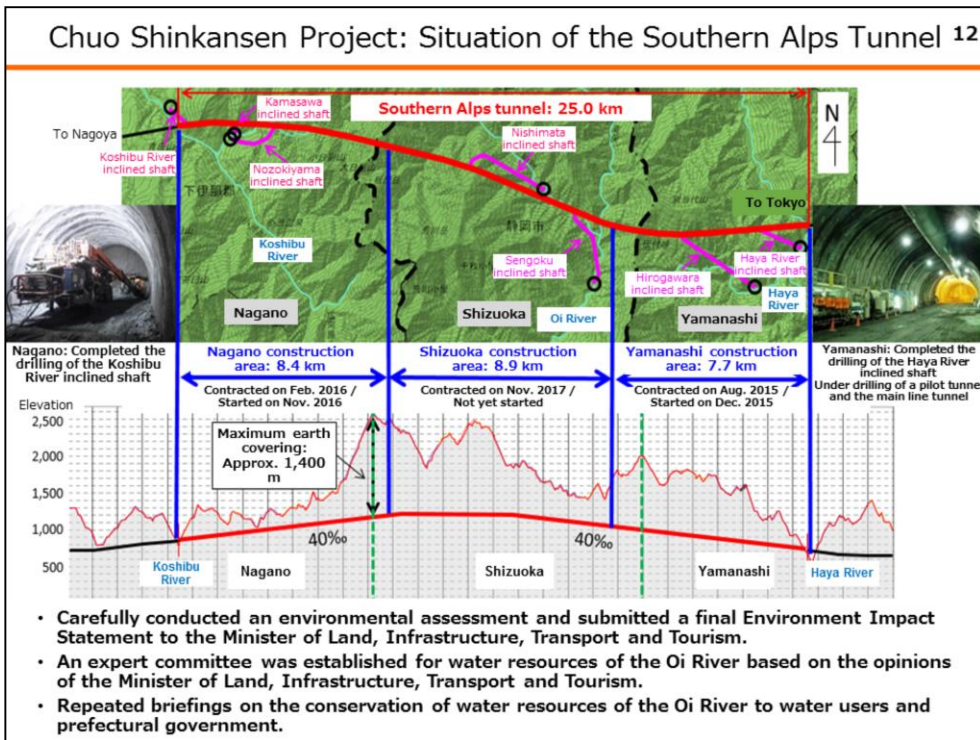 Chuo Shinkansen Project: Situation of the Southern Alps Tunnel 12
Southern Alps tunnel: 25.0 km
N
4
To Nagoya
Koshibu River
inclined shaft
Kamasawa
inclined shaft
Nozokiyama
inclined shaft
Nishimata
inclined shaft
To Tokyo
下伊那郡
静岡市
Koshibu
River
Sengoku
inclined shaft
Hirogawara
inclined shaft
Haya River
inclined shaft
Haya
River
Oi River
Nagano
Shizuoka
Yamanashi
Nagano: Completed the
drilling of the Koshibu
River inclined shaft
Nagano construction
area: 8.4 km
Contracted on Feb. 2016 /
Started on Nov. 2016
Shizuoka construction
area: 8.9 km
Contracted on Nov. 2017 /
Not yet started
Yamanashi construction
area: 7.7 km
Contracted on Aug. 2015 /
Started on Dec. 2015
Yamanashi: Completed the
drilling of the Haya River
inclined shaft
Under drilling of a pilot tunne
and the main line tunnel
Elevation
2,500
2,000
1,500
1,000
500
Maximum earth
covering:
Approx. 1,400
m
40‰
40‰
Koshibu
River
Nagano
Shizuoka
Yamanashi
Haya River
• Carefully conducted an environmental assessment and submitted a final Environment Impact
Statement to the Minister of Land, Infrastructure, Transport and Tourism.
• An expert committee was established for water resources of the Oi River based on the opinions
of the Minister of Land, Infrastructure, Transport and Tourism.
• Repeated briefings on the conservation of water resources of the Oi River to water users and
prefectural government.